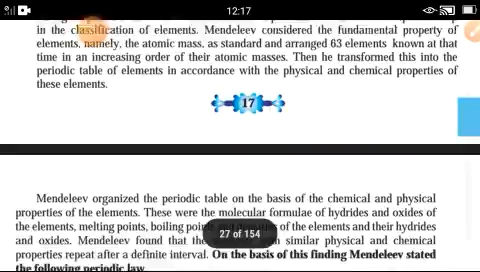 12:17
in the classification of elements. Mendeleev considered the fundamental property of
elements, namely, the atomic mass, as standard and arranged 63 elements known at that
time in an increasing order of their atomic masses. Then he transformed this into the
periodic table of elements in accordance with the physical and chemical properties of
these elements.
17
Mendeleev organized the periodic table on the basis of the chemical and physical
properties of the elements. These were the molecular formulae of hydrides and oxides of
the elements, melting points, boiling of the elements and their hydrides
27 of 154
and oxides. Mendeleev found that the similar physical and chemical
properties repeat after a definite interval. On the basis of this finding Mendeleev stated
the following periodic law